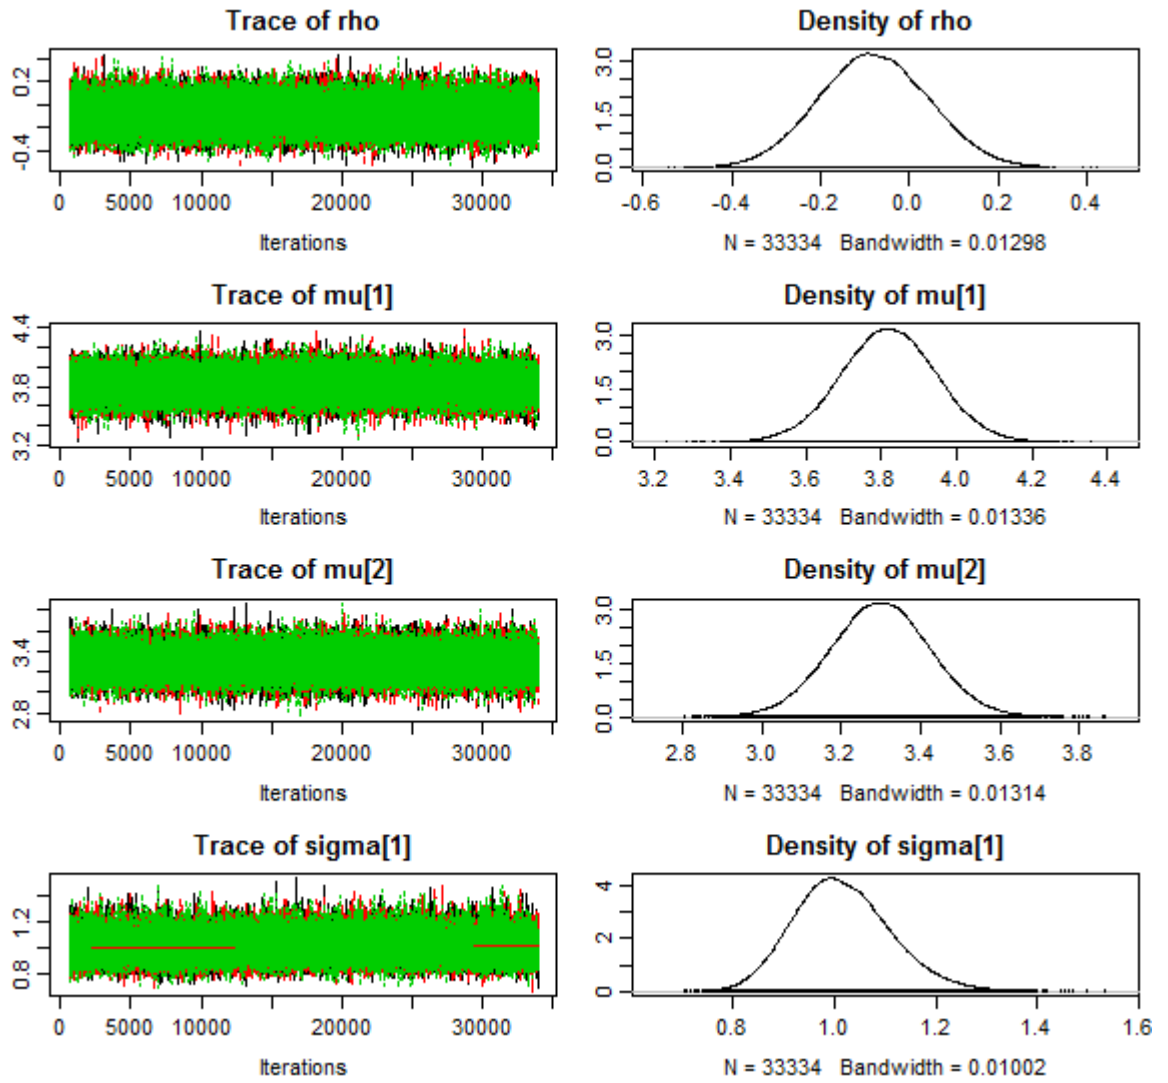 Trace of rho
0.2
-0.4
0 5000 10000 20000 30000
Iterations
Density of rho
3.0
1.5
0.0
-0.6 -0.4 -0.2 0.0 0.2 0.4
N = 33334 Bandwidth = 0.01298
Trace of mu[1]
4.4
3.8
3.2
0 5000 10000 20000 30000
Iterations
Density of mu[1]
3.0
1.5
0.0
3.2 3.4 3.6 3.8 4.0 4.2 4.4
N = 33334 Bandwidth = 0.01336
Trace of mu[2]
3.4
2.8
0 5000 10000 20000 30000
Iterations
Density of mu[2]
3.0
1.5
0.0
2.8 3.0 3.2 3.4 3.6 3.8
N = 33334 Bandwidth = 0.01314
Trace of sigma[1]
1.2
0.8
0 5000 10000 20000 30000
Iterations
Density of sigma[1]
4
2
0
0.8 1.0 1.2 1.4 1.6
N = 33334 Bandwidth = 0.01002